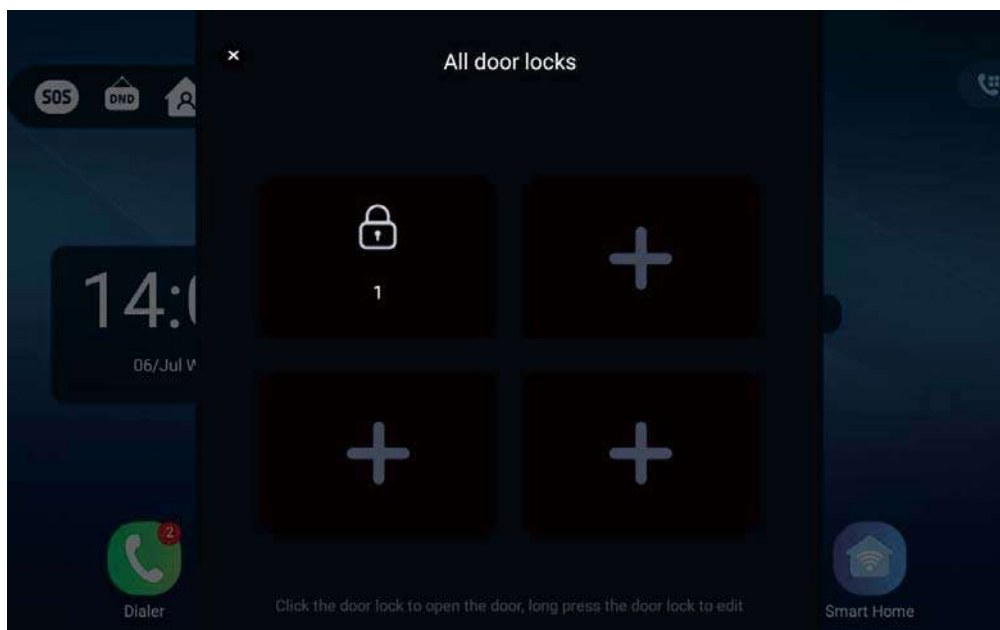 All door locks
SOS
DND
1
14:
06/Jul
2
Dialer
Click the door lock to open the door, long press the door lock to edit
Smart Home